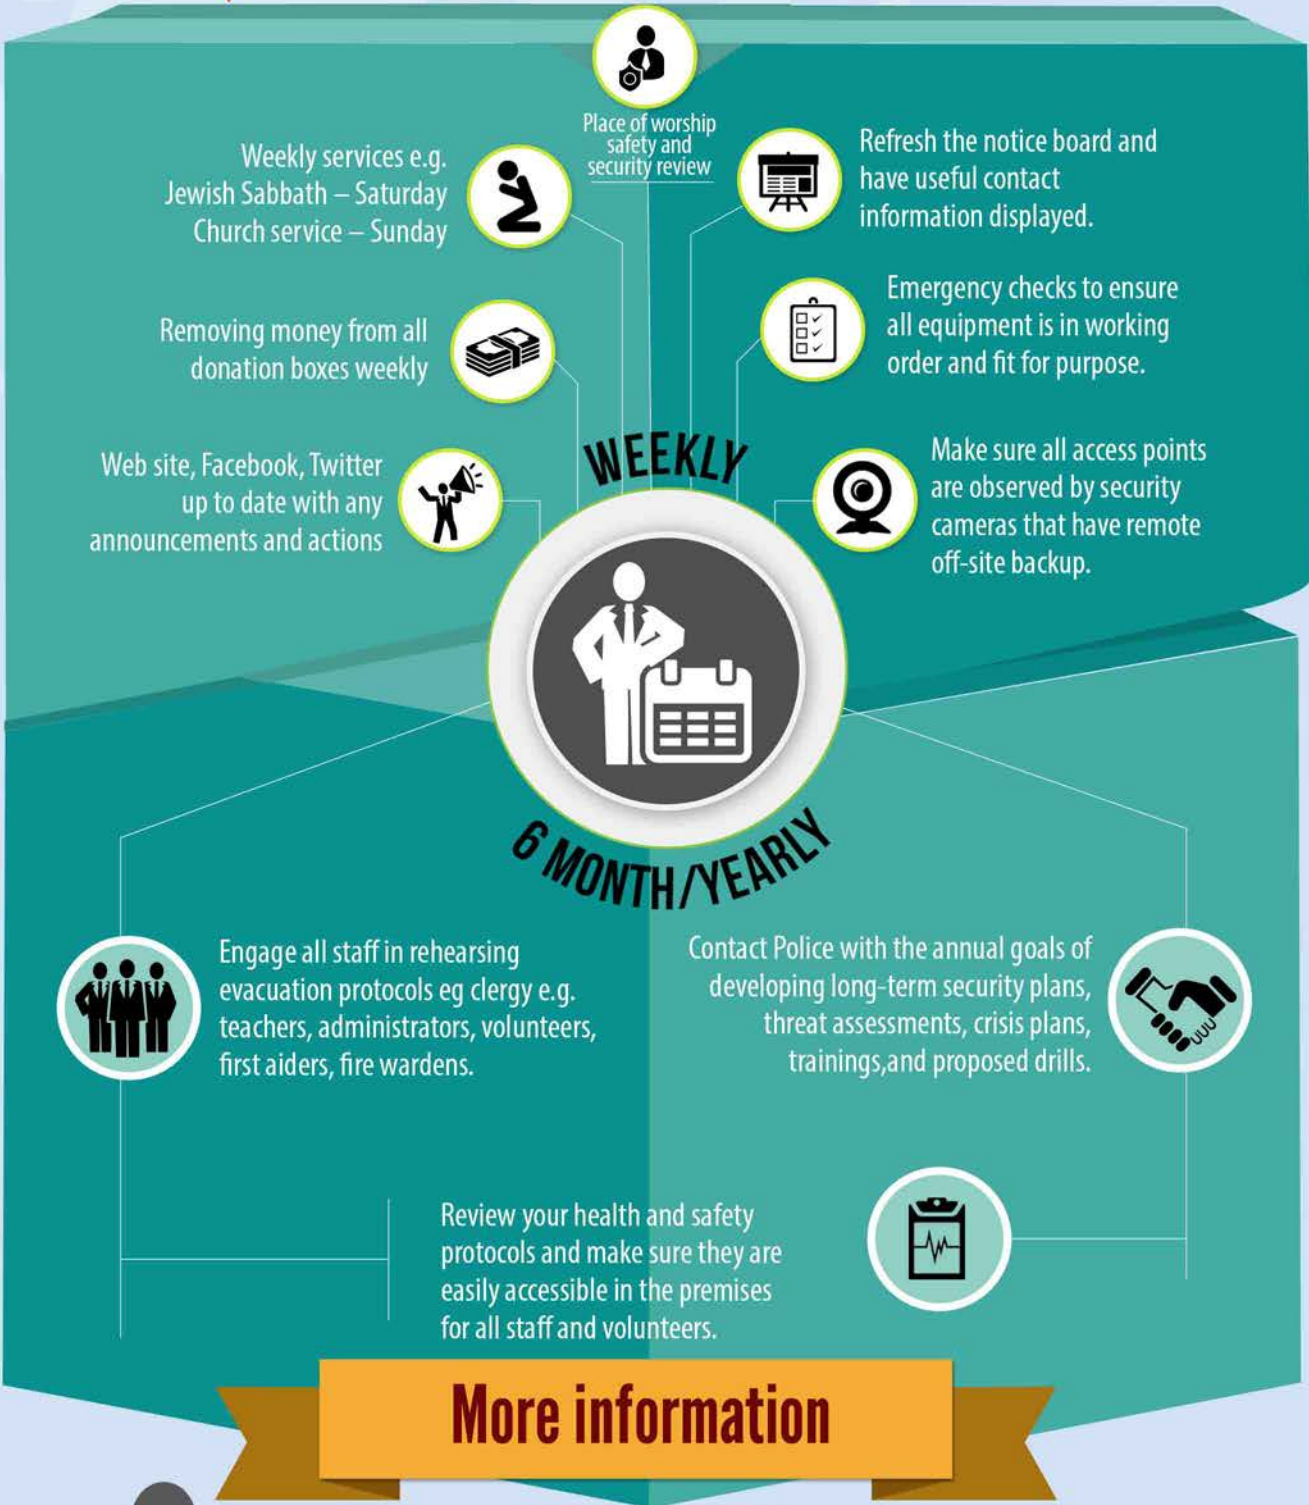 Place of worship
safety and
security review
Weekly services e.g.
Jewish Sabbath – Saturday
Church service – Sunday
Removing money from all
donation boxes weekly
Web site, Facebook, Twitter
up to date with any
announcements and actions
Refresh the notice board and
have useful contact
information displayed.
Emergency checks to ensure
all equipment is in working
order and fit for purpose.
Make sure all access points
are observed by security
cameras that have remote
off-site backup.
WEEKLY
6 MONTH/YEARLY
Engage all staff in rehearsing
evacuation protocols eg clergy e.g.
teachers, administrators, volunteers,
first aiders, fire wardens.
Contact Police with the annual goals of
developing long-term security plans,
threat assessments, crisis plans,
trainings,and proposed drills.
Review your health and safety
protocols and make sure they are
easily accessible in the premises
for all staff and volunteers.
More information